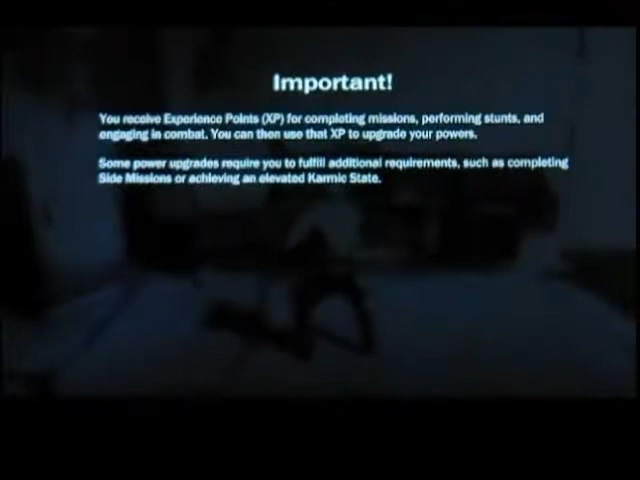 Important!
You receive Experience Points (XP) for completing missions, performing stunts, and
engaging in combat. You can then use that XP to upgrade your powers.
Some power upgrades require you to fulfill additional requirements, such as completing
Side Missions or achieving an elevated Karmic State.